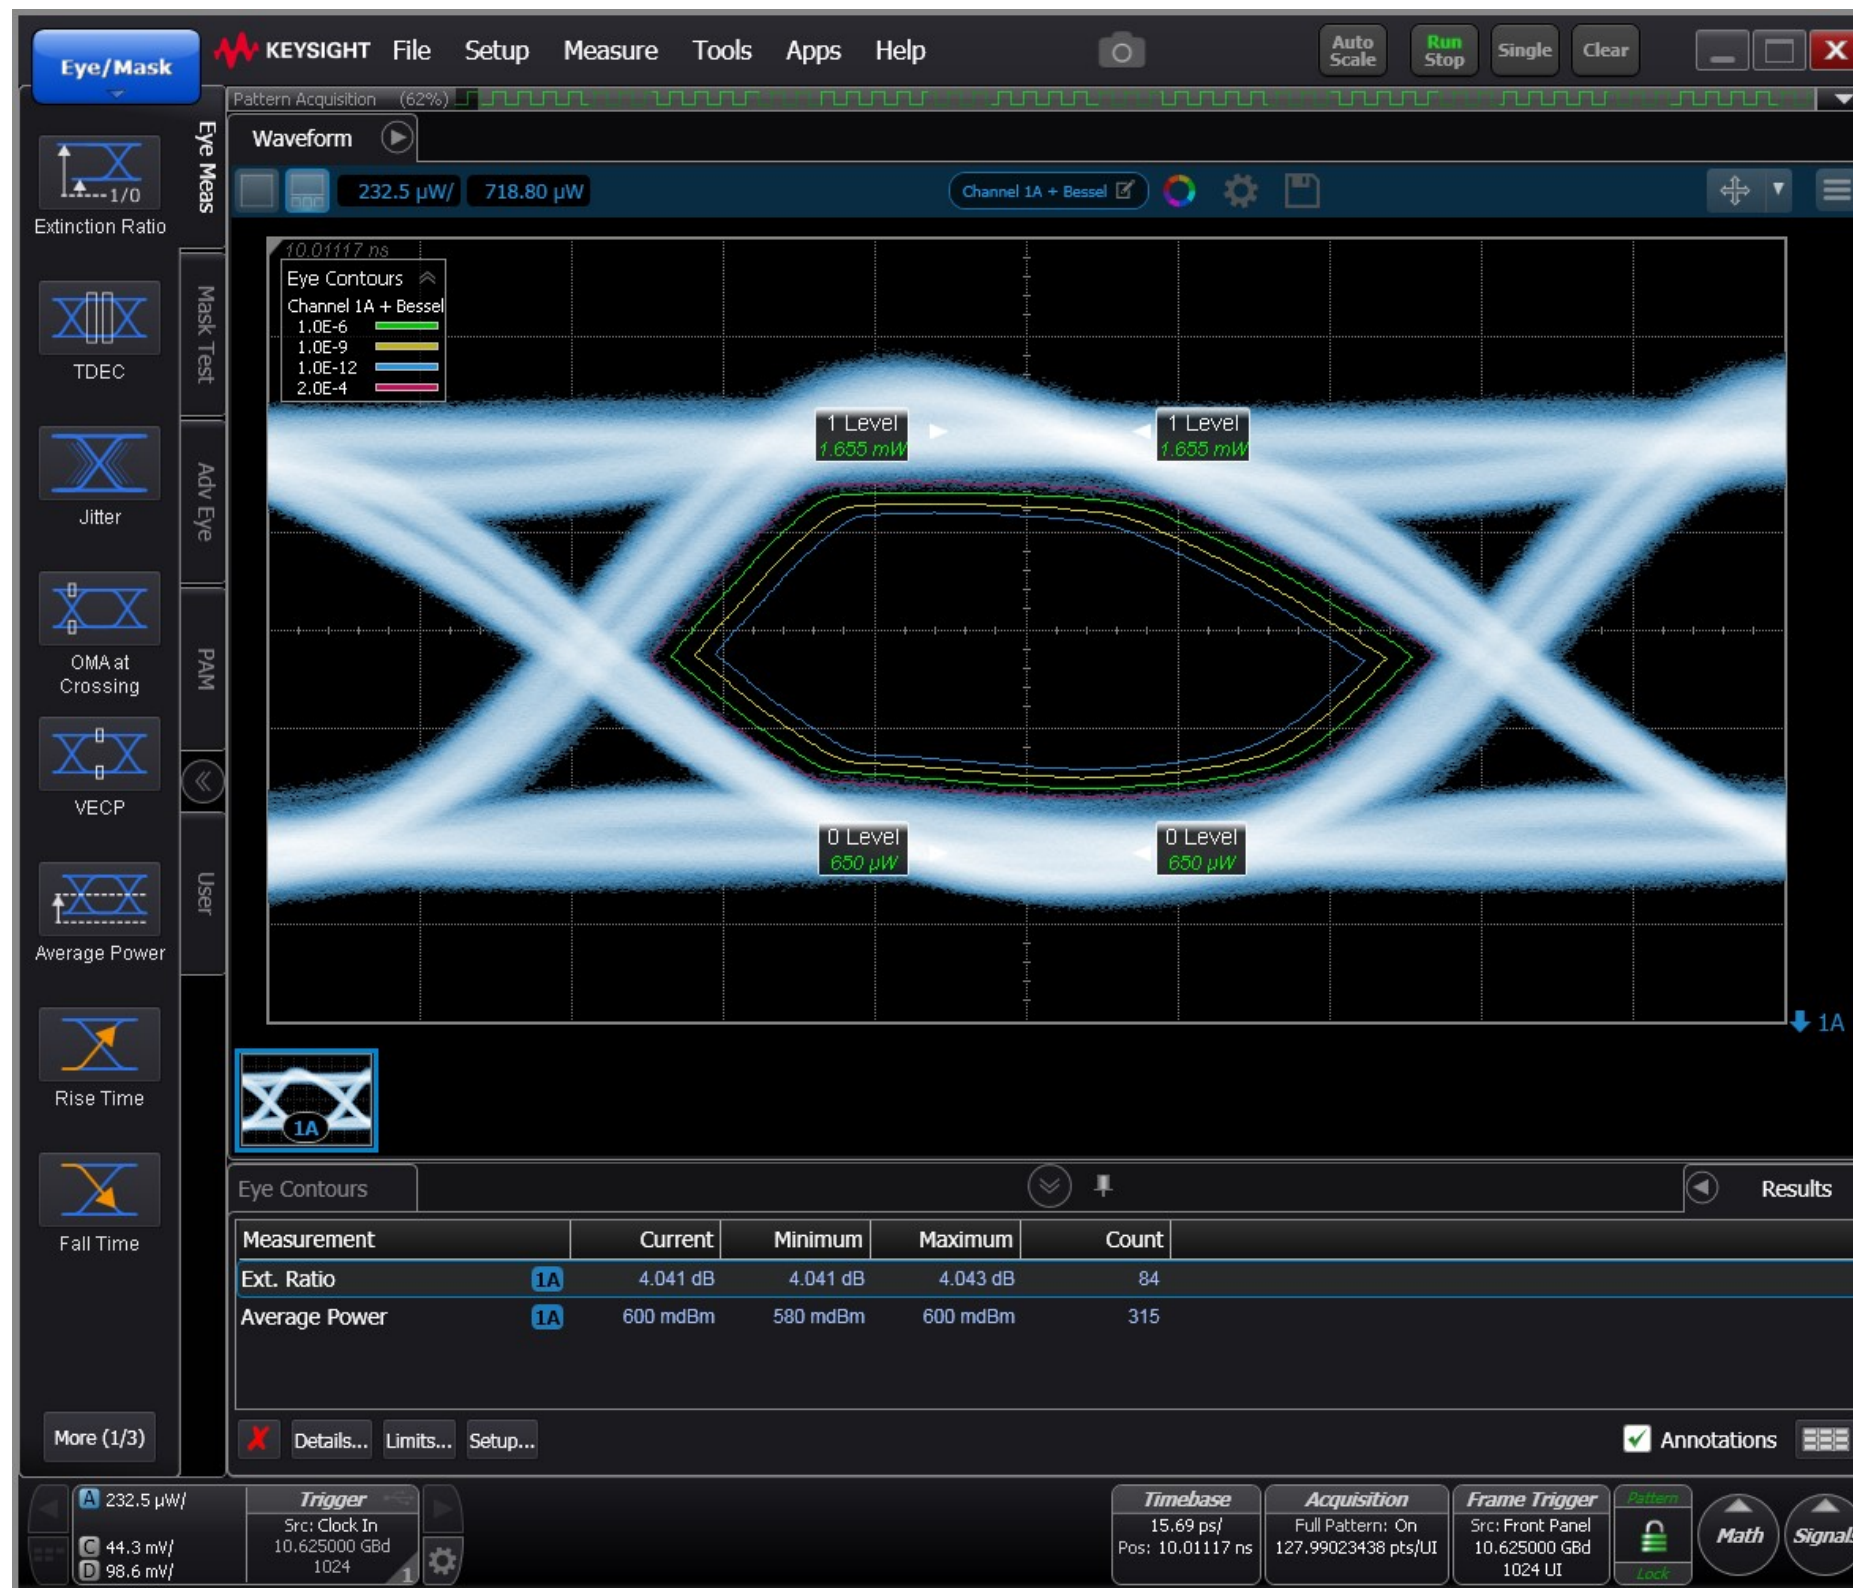 Eye/Mask
KEYSIGHT File Setup Measure Tools Apps Help
Auto Scale
Run Stop
Single
Clear
X
Pattern Acquisition (62%)
Waveform
232.5 µW/ 718.80 µW
Channel 1A + Bessel
Eye Meas
Mask Test
Adv Eye
PAM
User
1/0
Extinction Ratio
TDEC
Jitter
OMA at
Crossing
VECP
Average Power
Rise Time
Fall Time
More (1/3)
10.01117 ns
Eye Contours
Channel 1A + Bessel
1.0E-6
1.0E-9
1.0E-12
2.0E-4
1 Level
1.655 mW
1 Level
1.655 mW
0 Level
650 µW
0 Level
650 µW
1A
1A
Eye Contours
Results
Measurement Current Minimum Maximum Count
Ext. Ratio 1A 4.041 dB 4.041 dB 4.043 dB 84
Average Power 1A 600 mdBm 580 mdBm 600 mdBm 315
Details... Limits... Setup...
Annotations
A 232.5 µW/
C 44.3 mV/
D 98.6 mV/
Trigger
Src: Clock In
10.625000 GBd
1024
1
Timebase
15.69 ps/
Pos: 10.01117 ns
Acquisition
Full Pattern: On
127.99023438 pts/UI
Frame Trigger
Src: Front Panel
10.625000 GBd
1024 UI
Pattern
Lock
Math
Signals